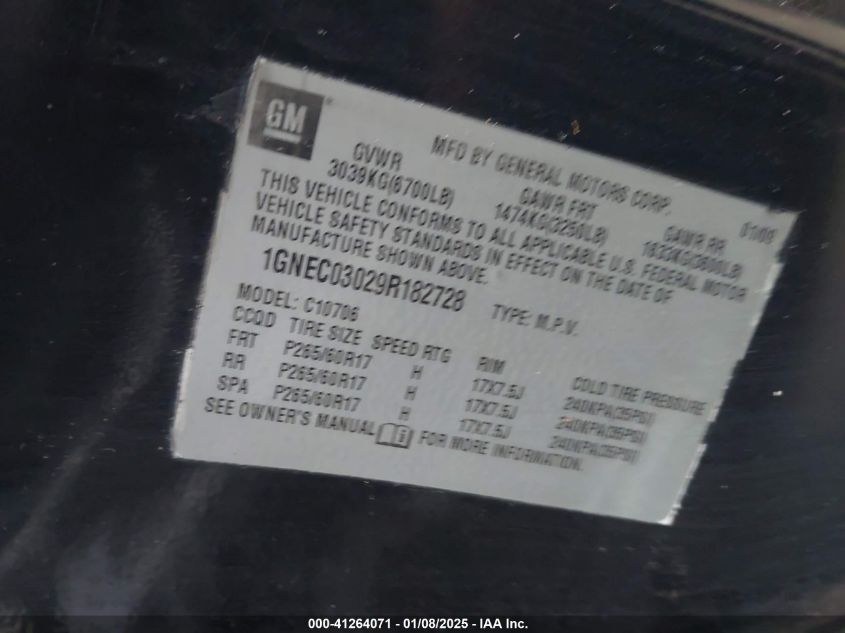 GM
MFD BY GENERAL MOTORS CORP. 01/09
GVWR GAWR FRT GAWR RR
3039KG(6700LB) 1474KG(3250LB) 1633KG(3600LB)
THIS VEHICLE CONFORMS TO ALL APPLICABLE U.S. FEDERAL MOTOR
VEHICLE SAFETY STANDARDS IN EFFECT ON THE DATE OF
MANUFACTURE SHOWN ABOVE.
1GNEC03029R182728 TYPE: M.P.V.
MODEL: C10706
CCQD TIRE SIZE SPEED RTG RIM COLD TIRE PRESSURE
FRT P265/60R17 H 17X7.5J 240KPA(35PSI)
RR P265/60R17 H 17X7.5J 240KPA(35PSI)
SPA P265/60R17 H 17X7.5J 240KPA(35PSI)
SEE OWNER'S MANUAL FOR MORE INFORMATION.
000-41264071 - 01/08/2025 - IAA Inc.